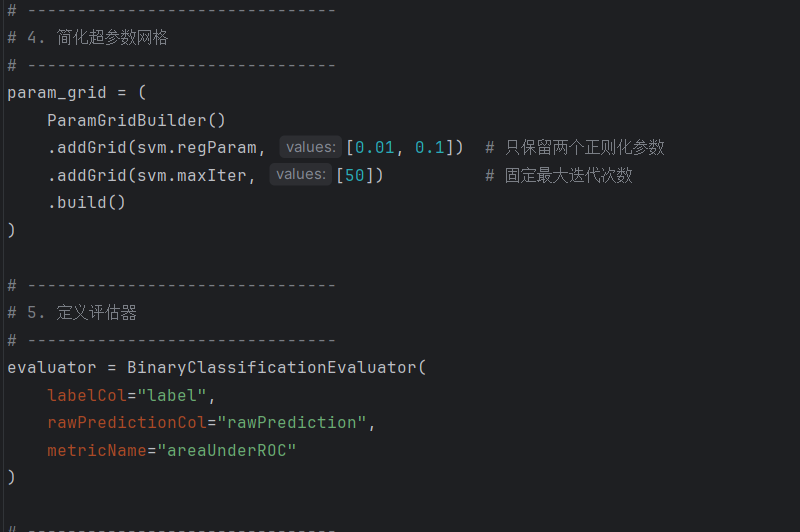 # -------------------------------
# 4. 简化超参数网格
# -------------------------------
param_grid = (
    ParamGridBuilder()
    .addGrid(svm.regParam, values: [0.01, 0.1])  # 只保留两个正则化参数
    .addGrid(svm.maxIter, values: [50])          # 固定最大迭代次数
    .build()
)
# -------------------------------
# 5. 定义评估器
# -------------------------------
evaluator = BinaryClassificationEvaluator(
    labelCol="label",
    rawPredictionCol="rawPrediction",
    metricName="areaUnderROC"
)
# -------------------------------